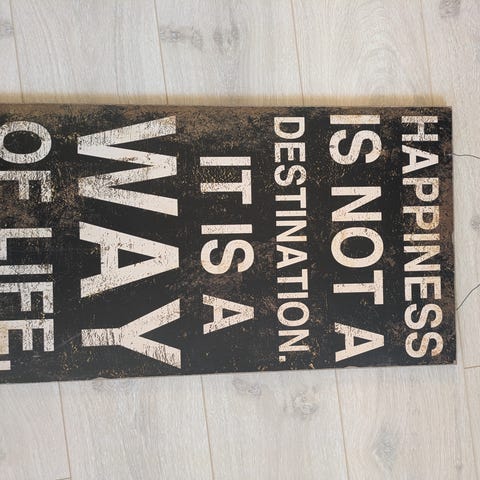 HAPPINESS
IS NOT A
DESTINATION.
IT IS A
WAY
OF LIFE.